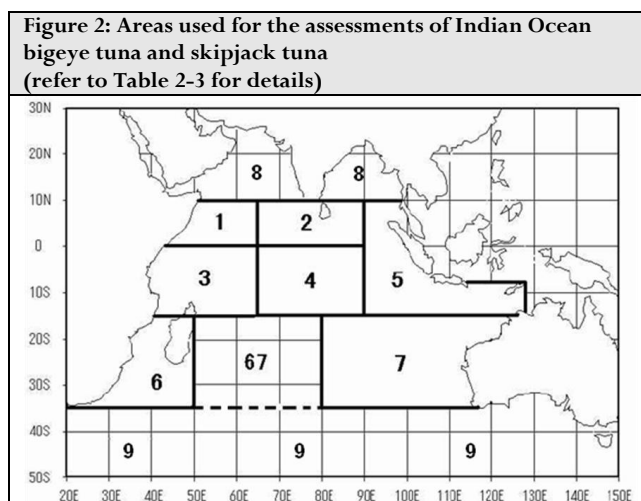 Figure 2: Areas used for the assessments of Indian Ocean
bigeye tuna and skipjack tuna
(refer to Table 2-3 for details)
30N
20N
8 8
10N
1 2
0
3 4 5
10S
20S
6 67 7
30S
40S
9 9 9
50S
20E 30E 40E 50E 60E 70E 80E 90E 100E 110E 120E 130E 140E 150E